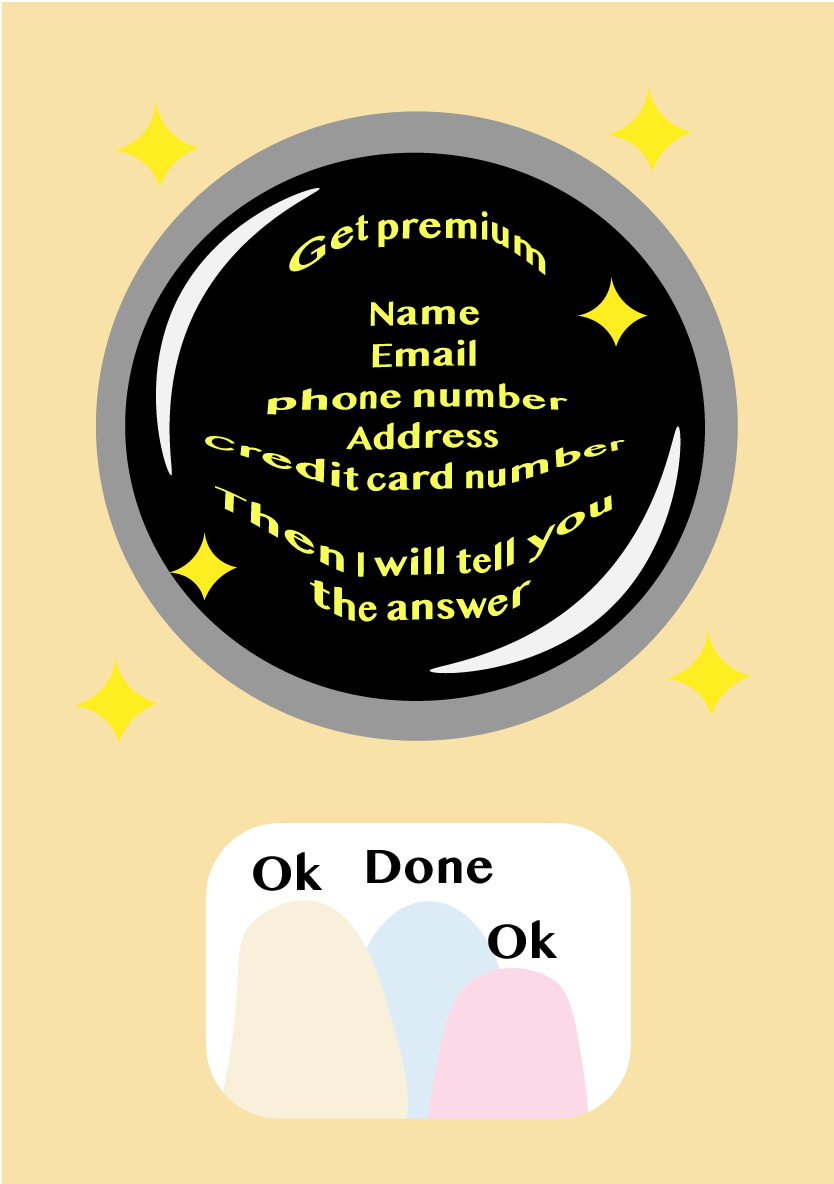 Get premium
Name
Email
phone number
Address
credit card number
Then I will tell you
the answer
Ok
Done
Ok